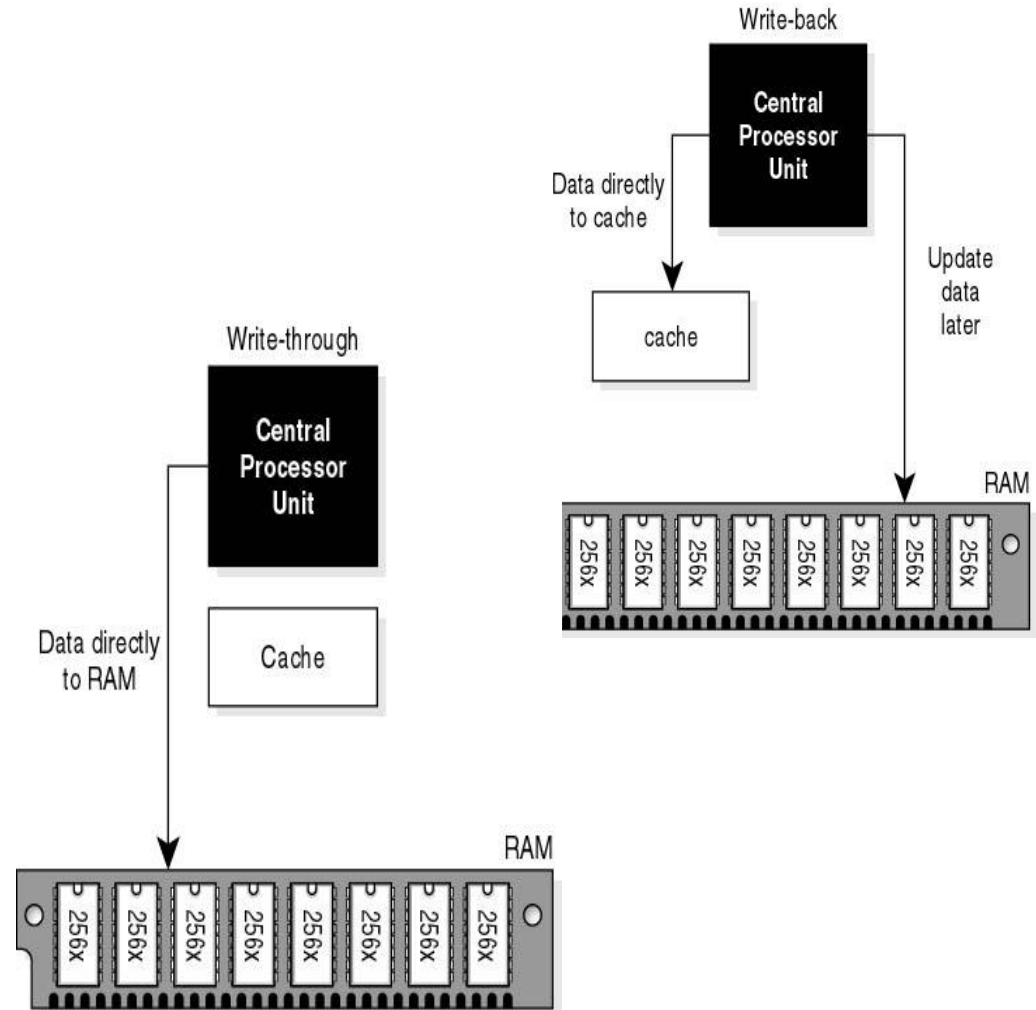 Write-back
Central
Processor
Unit
Data directly
to cache
Update
data
later
cache
RAM
256x
256x
256x
256x
256x
256x
256x
256x
Write-through
Central
Processor
Unit
Data directly
to RAM
Cache
RAM
256x
256x
256x
256x
256x
256x
256x
256x